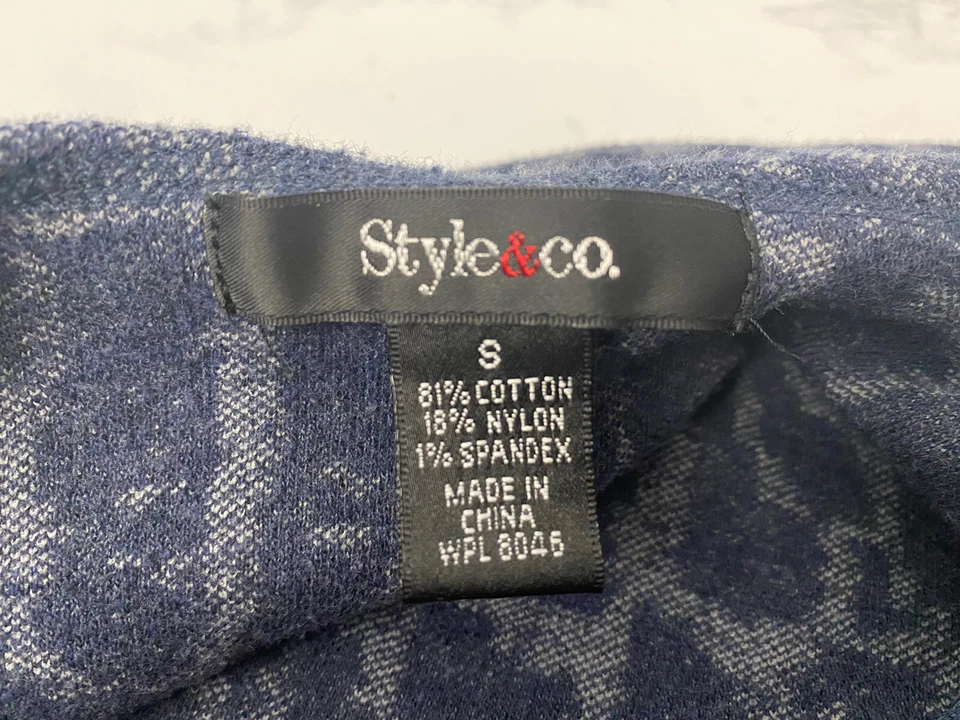 Style&co.
S
81% COTTON
18% NYLON
1% SPANDEX
MADE IN
CHINA
WPL 8046